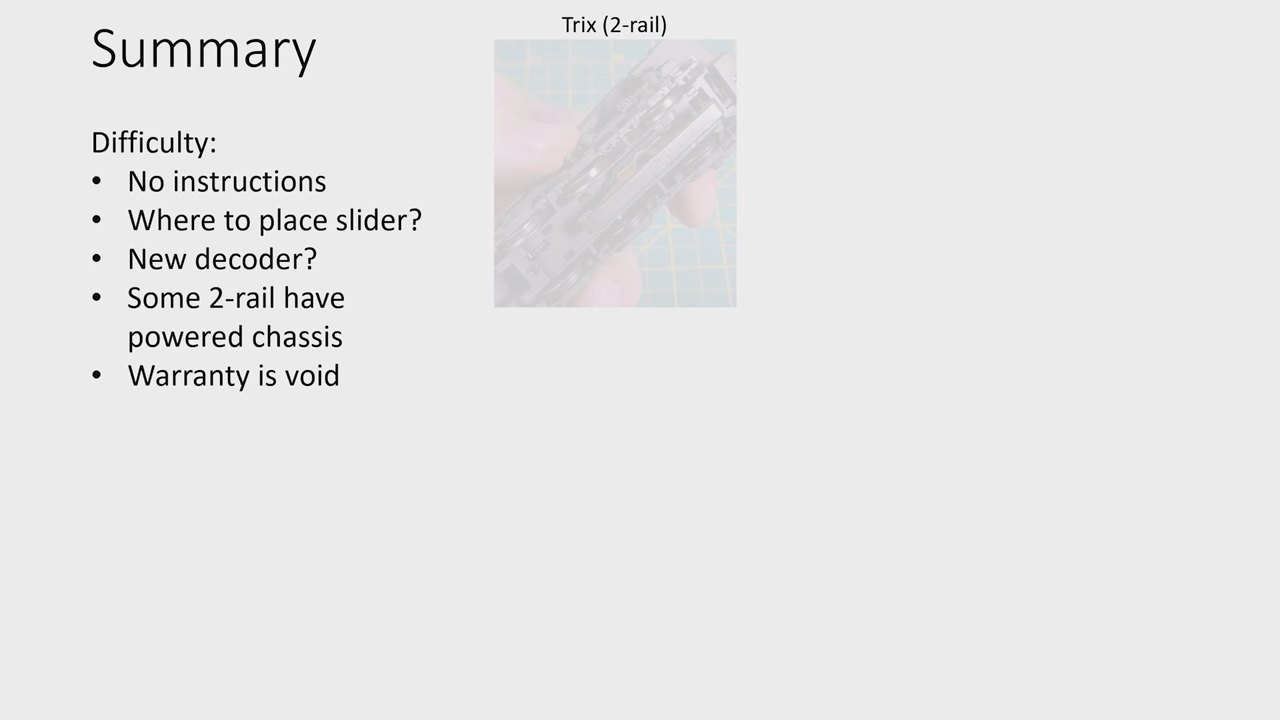 Summary
Trix (2-rail)
Difficulty:
• No instructions
• Where to place slider?
• New decoder?
• Some 2-rail have
powered chassis
• Warranty is void